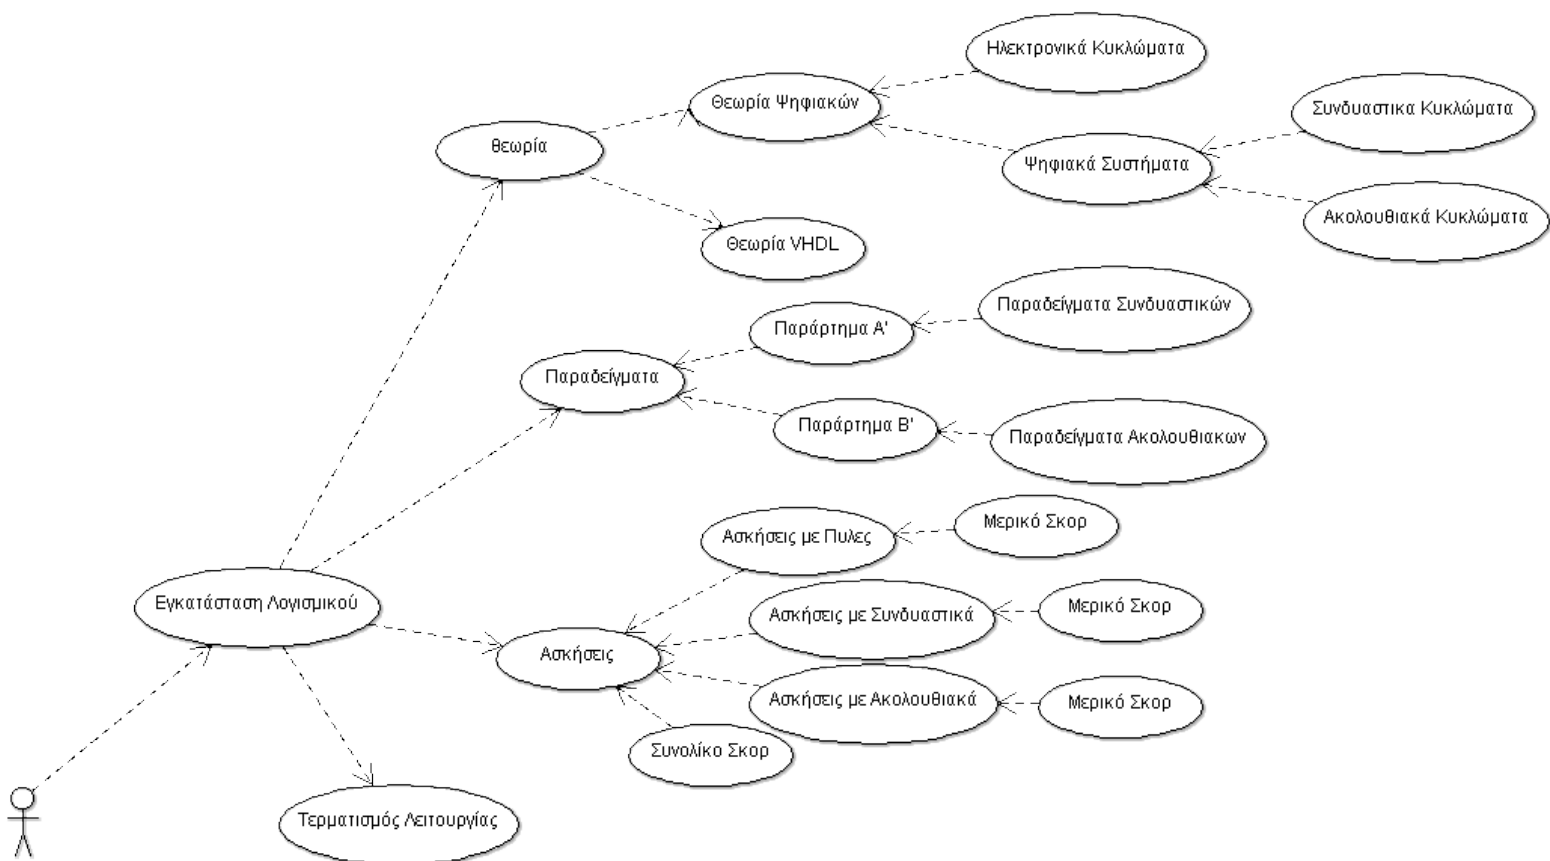 Ηλεκτρονικά Κυκλώματα
Θεωρία Ψηφιακών
Συνδυαστικα Κυκλώματα
θεωρία
Ψηφιακά Συστήματα
Ακολουθιακά Κυκλώματα
Θεωρία VHDL
Παραδείγματα Συνδυαστικών
Παράρτημα Α'
Παραδείγματα
Παράρτημα Β'
Παραδείγματα Ακολουθιακων
Μερικό Σκορ
Ασκήσεις με Πυλες
Εγκατάσταση Λογισμικού
Ασκήσεις με Συνδυαστικά
Μερικό Σκορ
Ασκήσεις
Ασκήσεις με Ακολουθιακά
Μερικό Σκορ
Συνολίκο Σκορ
Τερματισμός Λειτουργίας